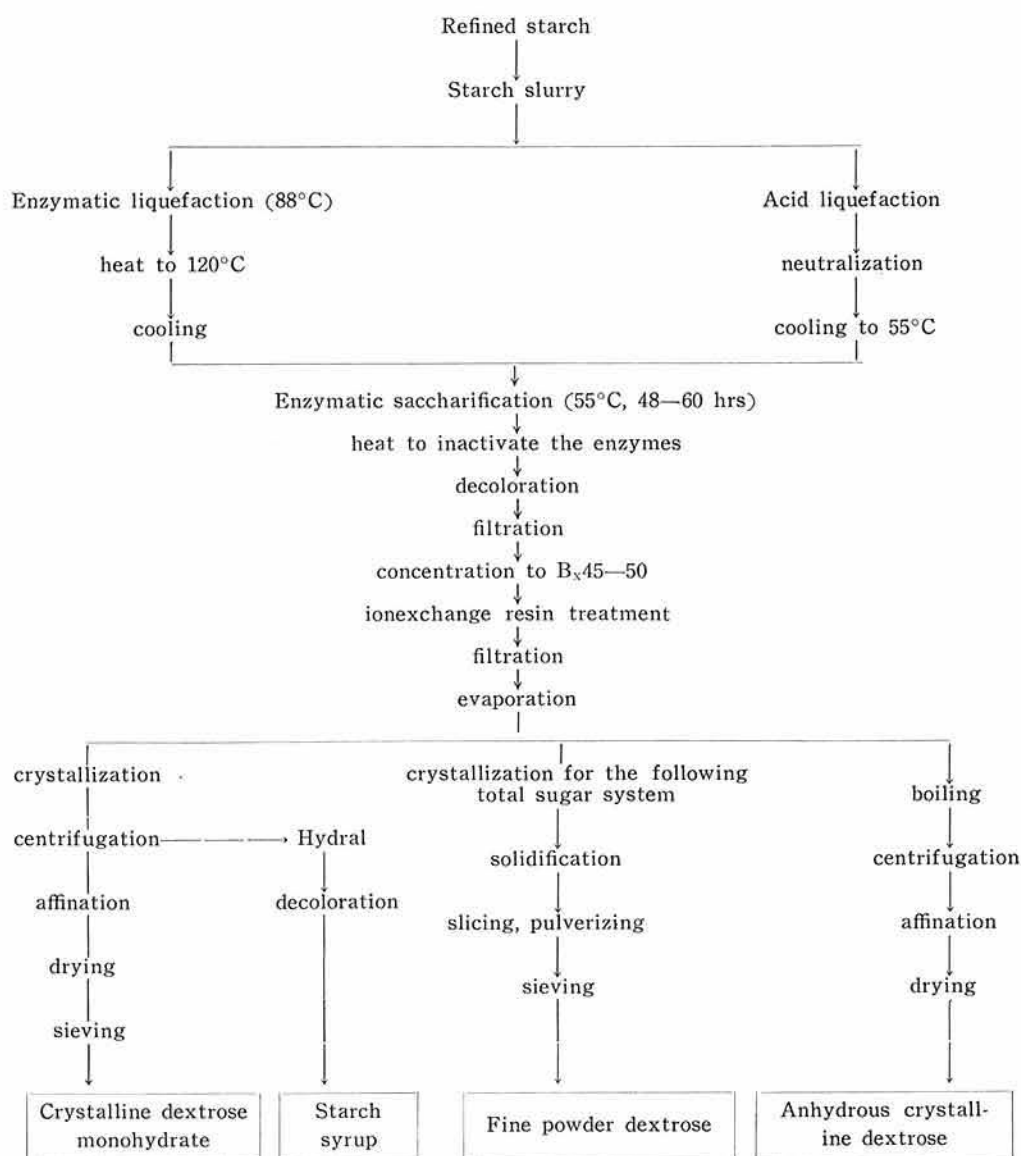 Refined starch
Starch slurry
Enzymatic liquefaction (88°C)
heat to 120°C
cooling
Acid liquefaction
neutralization
cooling to 55°C
Enzymatic saccharification (55°C, 48—60 hrs)
heat to inactivate the enzymes
decoloration
filtration
concentration to Bx45—50
ionexchange resin treatment
filtration
evaporation
crystallization
centrifugation
affination
drying
sieving
Crystalline dextrose
monohydrate
Hydral
decoloration
Starch
syrup
crystallization for the following
total sugar system
solidification
slicing, pulverizing
sieving
Fine powder dextrose
boiling
centrifugation
affination
drying
Anhydrous crystall-
ine dextrose